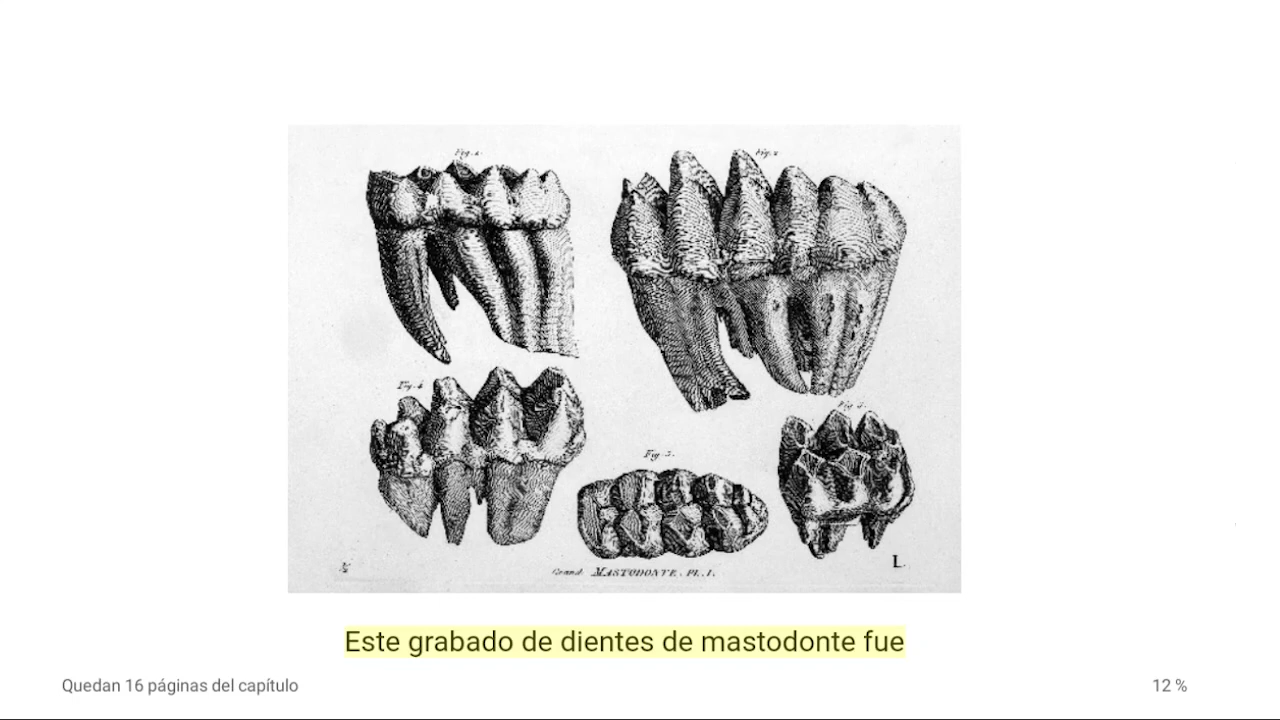 Fig. 2
Fig. 4
Fig. 5.
Fig. 3.
Grand MASTODONTE. PL. I.
L.
Este grabado de dientes de mastodonte fue
Quedan 16 páginas del capítulo
12 %